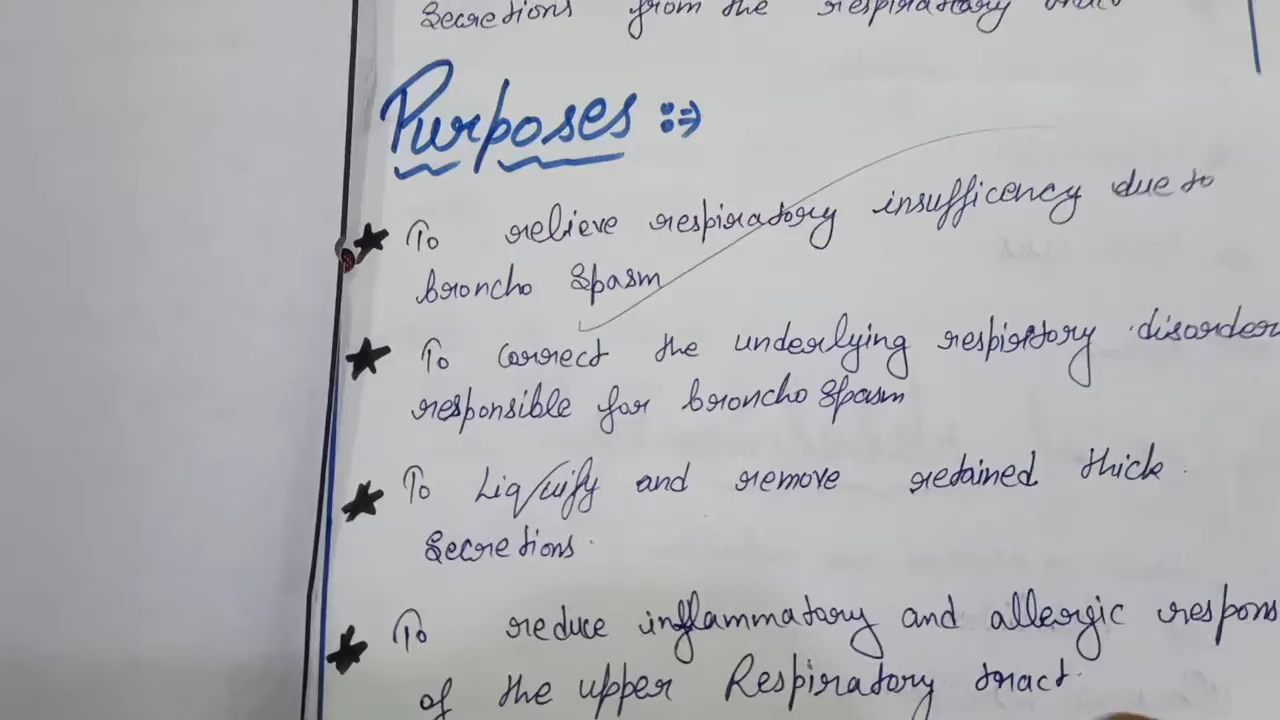 Secretions from the respiratory tract
Purposes :⇒
★ To relieve respiratory insufficency due to
broncho spasm
★ To correct the underlying respirtory disorder
responsible for broncho spasm
★ To Liquify and remove retained thick.
Secretions.
★ To reduce inflammatory and allergic respons
of the upper Respiratory tract.